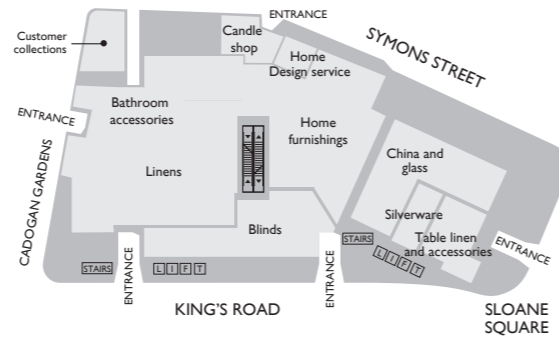 ENTRANCE
SYMONS STREET
Customer
collections
Candle
shop
Home
Design service
ENTRANCE
CADOGAN GARDENS
Bathroom
accessories
Linens
Home
furnishings
China and
glass
Silverware
Table linen
and accessories
ENTRANCE
Blinds
STAIRS
LIFT
STAIRS
ENTRANCE
LIFT
ENTRANCE
KING'S ROAD
SLOANE
SQUARE